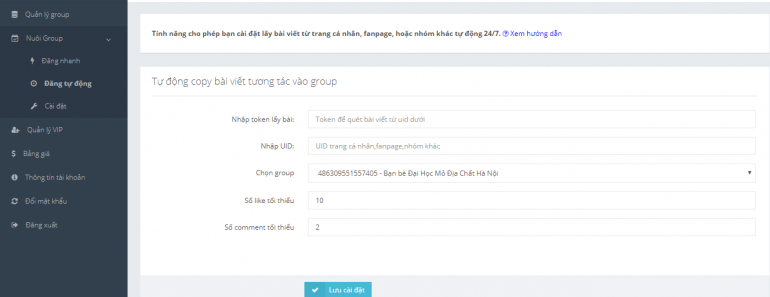 Quản lý group
Nuôi Group
Đăng nhanh
Đăng tự động
Cài đặt
Quản lý VIP
Bảng giá
Thông tin tài khoản
Đổi mật khẩu
Đăng xuất
Tính năng cho phép bạn cài đặt lấy bài viết từ trang cá nhân, fanpage, hoặc nhóm khác tự động 24/7. Xem hướng dẫn
Tự động copy bài viết tương tác vào group
Nhập token lấy bài: Token để quét bài viết từ uid dưới
Nhập UID: UID trang cá nhân,fanpage,nhóm khác
Chọn group 486309551557405 - Bạn bè Đại Học Mỏ Địa Chất Hà Nội
Số like tối thiểu 10
Số comment tối thiểu 2
Lưu cài đặt